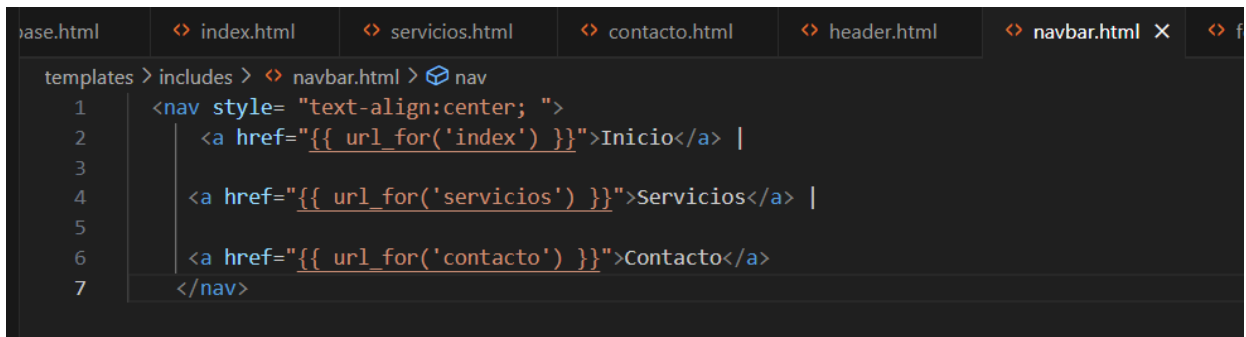 base.html <> index.html <> servicios.html <> contacto.html <> header.html <> navbar.html × <> f
templates > includes > <> navbar.html > nav
1 <nav style= "text-align:center; ">
2 <a href="{{ url_for('index') }}">Inicio</a> |
3
4 <a href="{{ url_for('servicios') }}">Servicios</a> |
5
6 <a href="{{ url_for('contacto') }}">Contacto</a>
7 </nav>